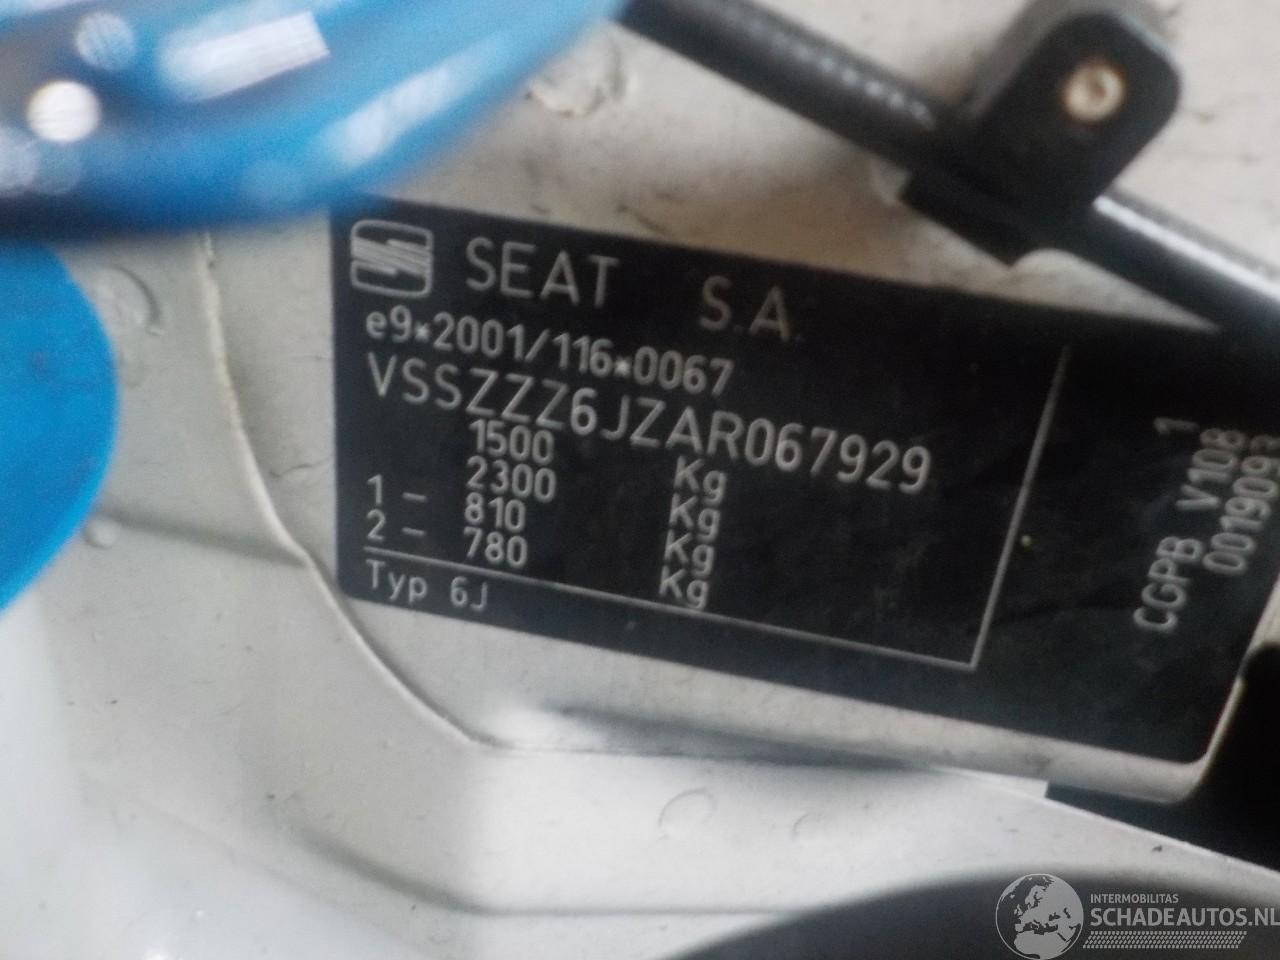 SEAT S.A.
e9*2001/116*0067
VSSZZZ6JZAR067929
1500 Kg
2300 Kg
1 - 810 Kg
2 - 780 Kg
Typ 6J
1
CGPB V108
0019093
INTERMOBILITAS
SCHADEAUTOS.NL